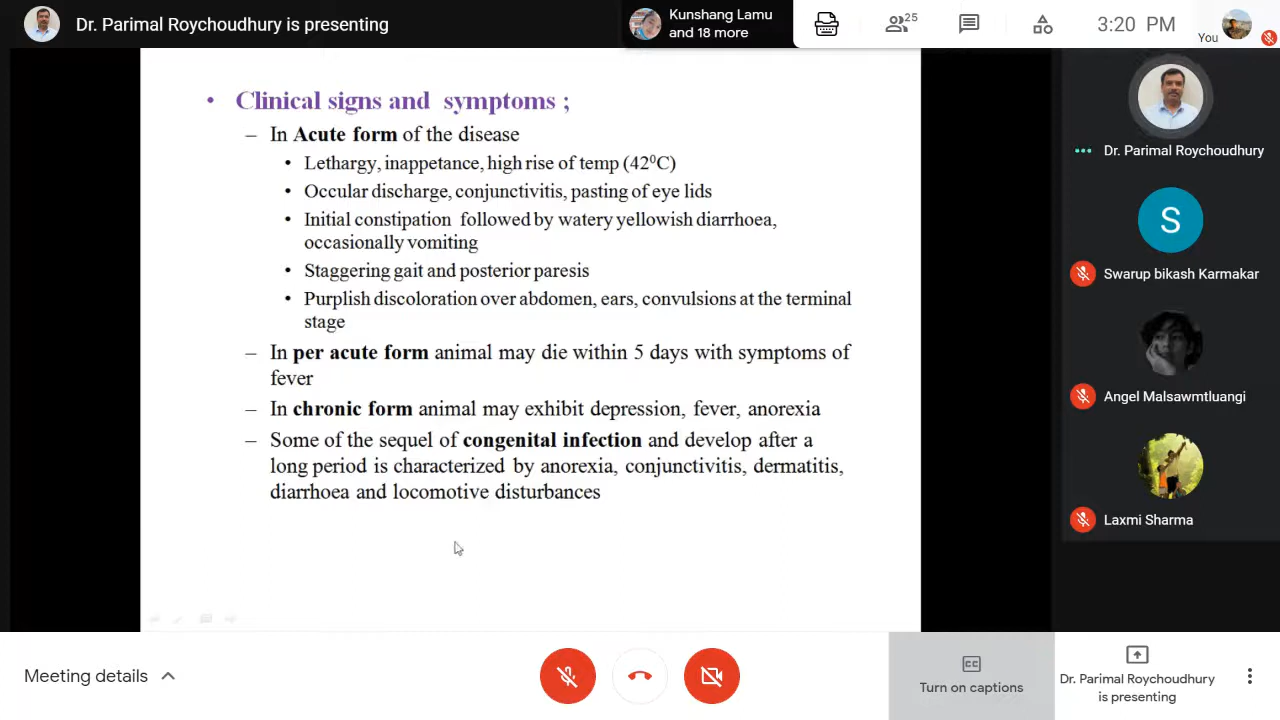 Dr. Parimal Roychoudhury is presenting
Kunshang Lamu
and 18 more
25
3:20 PM
You
• Clinical signs and symptoms ;
– In Acute form of the disease
• Lethargy, inappetance, high rise of temp (42⁰C)
• Occular discharge, conjunctivitis, pasting of eye lids
• Initial constipation followed by watery yellowish diarrhoea,
occasionally vomiting
• Staggering gait and posterior paresis
• Purplish discoloration over abdomen, ears, convulsions at the terminal
stage
– In per acute form animal may die within 5 days with symptoms of
fever
– In chronic form animal may exhibit depression, fever, anorexia
– Some of the sequel of congenital infection and develop after a
long period is characterized by anorexia, conjunctivitis, dermatitis,
diarrhoea and locomotive disturbances
Dr. Parimal Roychoudhury
S
Swarup bikash Karmakar
Angel Malsawmtluangi
Laxmi Sharma
Meeting details
CC
Turn on captions
Dr. Parimal Roychoudhury
is presenting